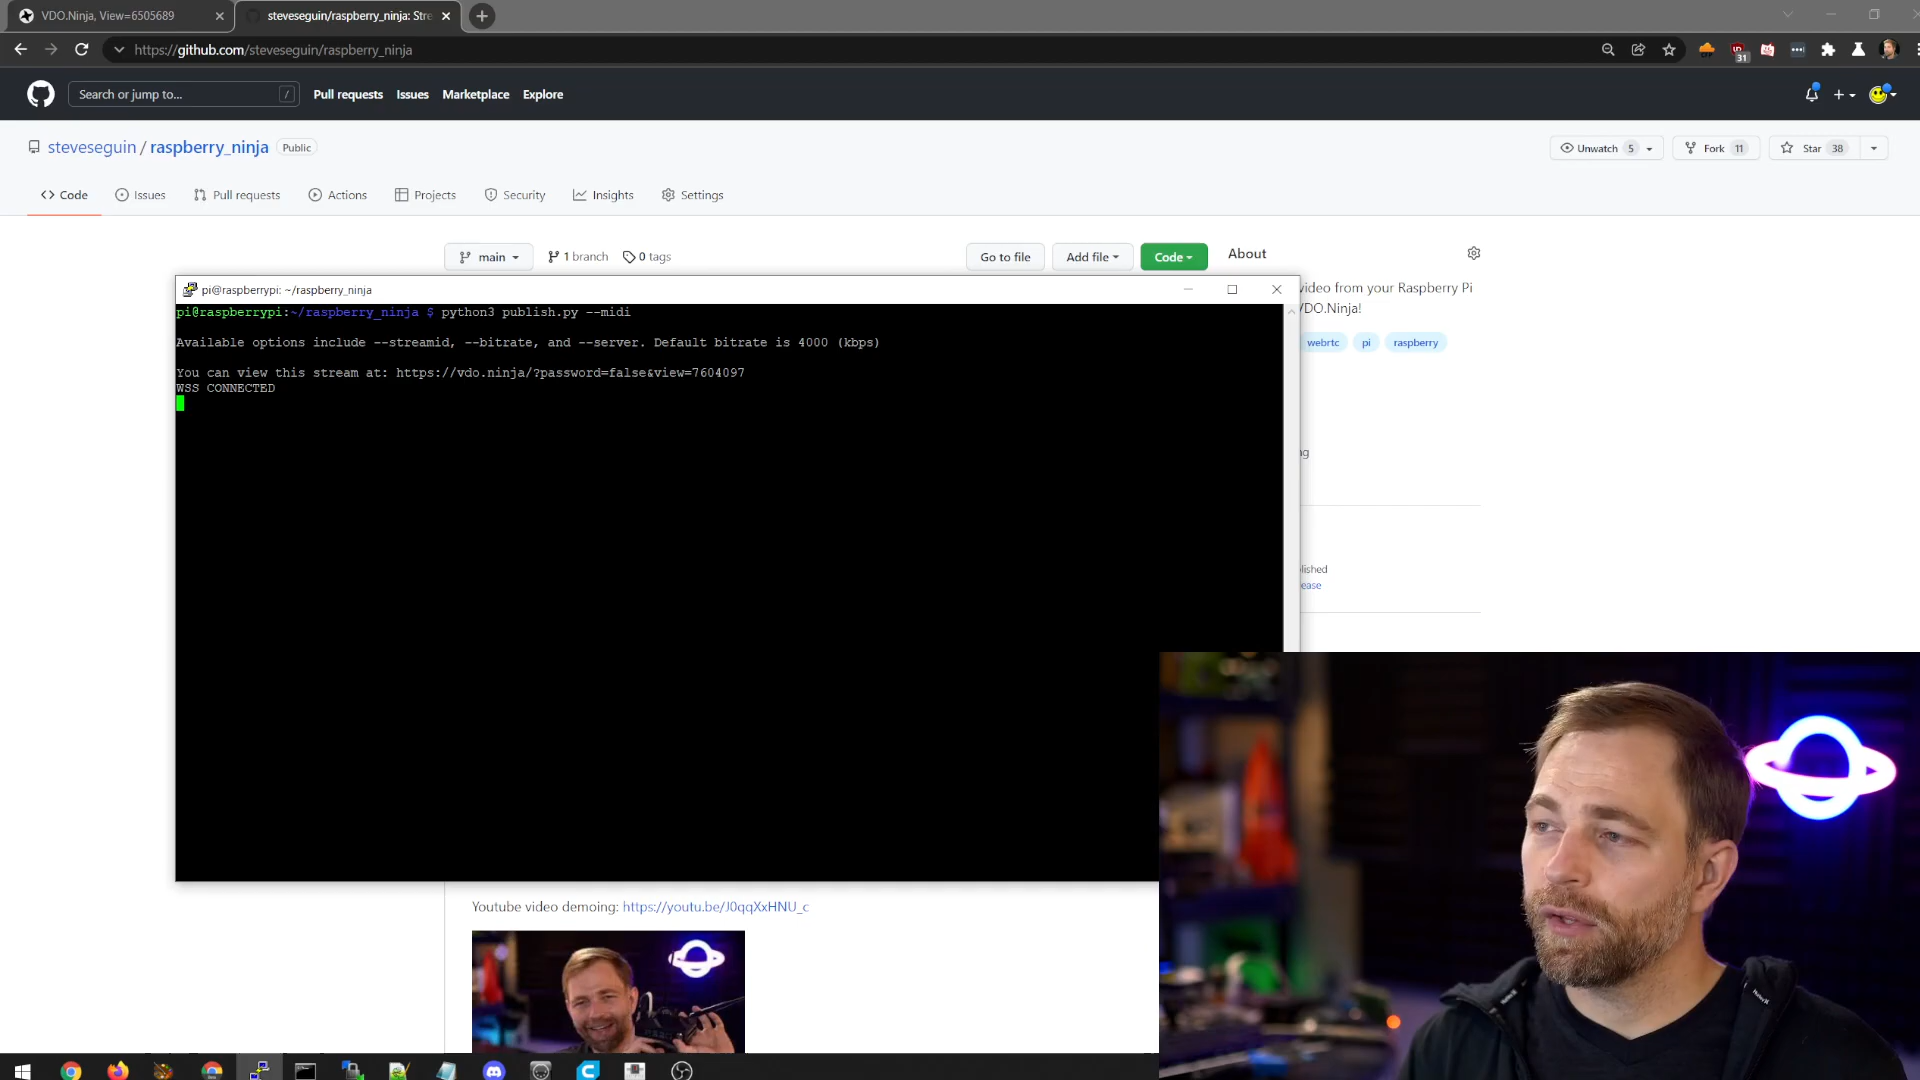 VDO.Ninja, View=6505689
steveseguin/raspberry_ninja: Stre
https://github.com/steveseguin/raspberry_ninja
31
Search or jump to...
/
Pull requests
Issues
Marketplace
Explore
steveseguin / raspberry_ninja
Public
Unwatch 5
Fork 11
Star 38
<> Code
Issues
Pull requests
Actions
Projects
Security
Insights
Settings
main
1 branch
0 tags
Go to file
Add file
Code
About
pi@raspberrypi: ~/raspberry_ninja
video from your Raspberry Pi
VDO.Ninja!
webrtc
pi
raspberry
pi@raspberrypi:~/raspberry_ninja $ python3 publish.py --midi
Available options include --streamid, --bitrate, and --server. Default bitrate is 4000 (kbps)
You can view this stream at: https://vdo.ninja/?password=false&view=7604097
WSS CONNECTED
ng
lished
ease
Youtube video demoing: https://youtu.be/J0qqXxHNU_c